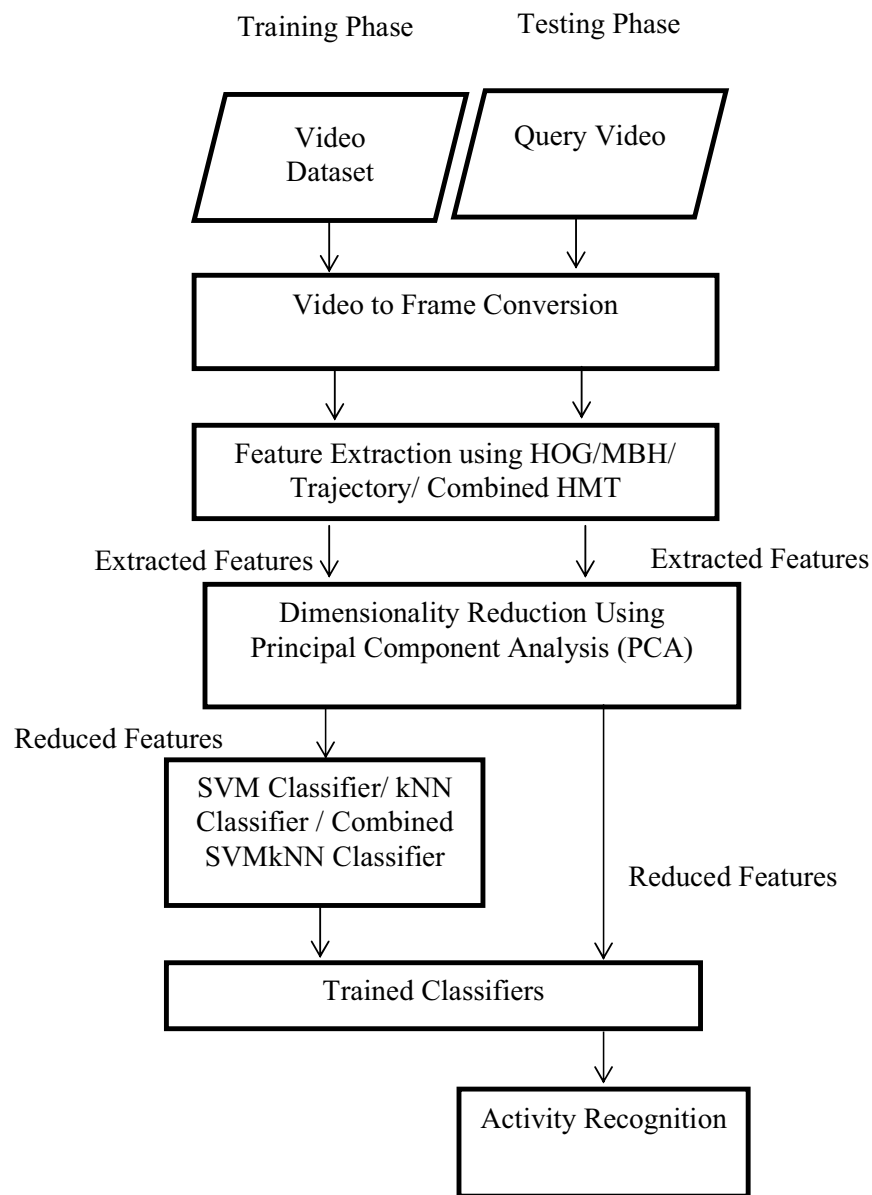 Training Phase
Testing Phase
Video
Dataset
Query Video
Video to Frame Conversion
Feature Extraction using HOG/MBH/
Trajectory/ Combined HMT
Extracted Features
Extracted Features
Dimensionality Reduction Using
Principal Component Analysis (PCA)
Reduced Features
SVM Classifier/ kNN
Classifier / Combined
SVMkNN Classifier
Reduced Features
Trained Classifiers
Activity Recognition